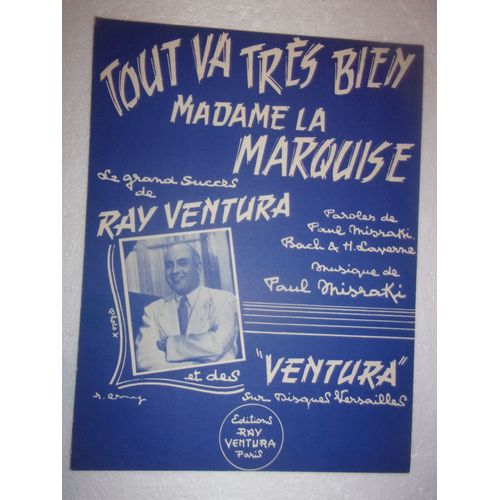 TOUT VA TRÈS BIEN
MADAME LA
MARQUISE
Le grand succes
de
RAY VENTURA
Paroles de
Paul Misraki.
Bach & H. Laverne
musique de
Paul Misraki
et des
"VENTURA"
sur Disques Versailles
Editions
RAY
VENTURA
Paris